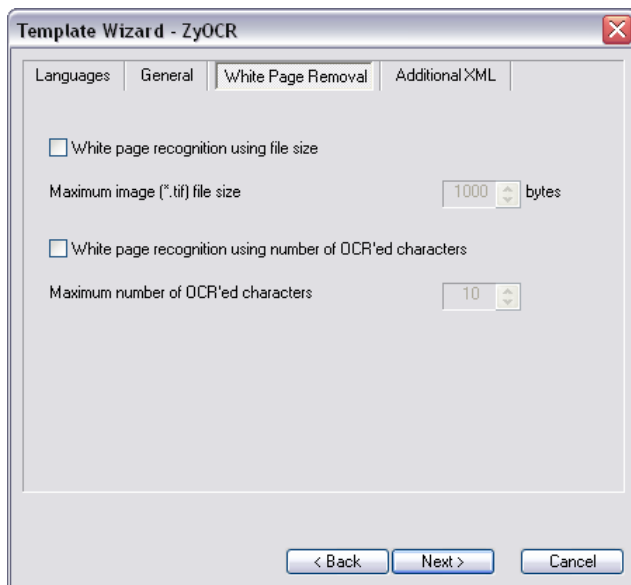 Template Wizard - ZyOCR
Languages General White Page Removal Additional XML
White page recognition using file size
Maximum image (*.tif) file size 1000 bytes
White page recognition using number of OCR'ed characters
Maximum number of OCR'ed characters 10
< Back Next > Cancel